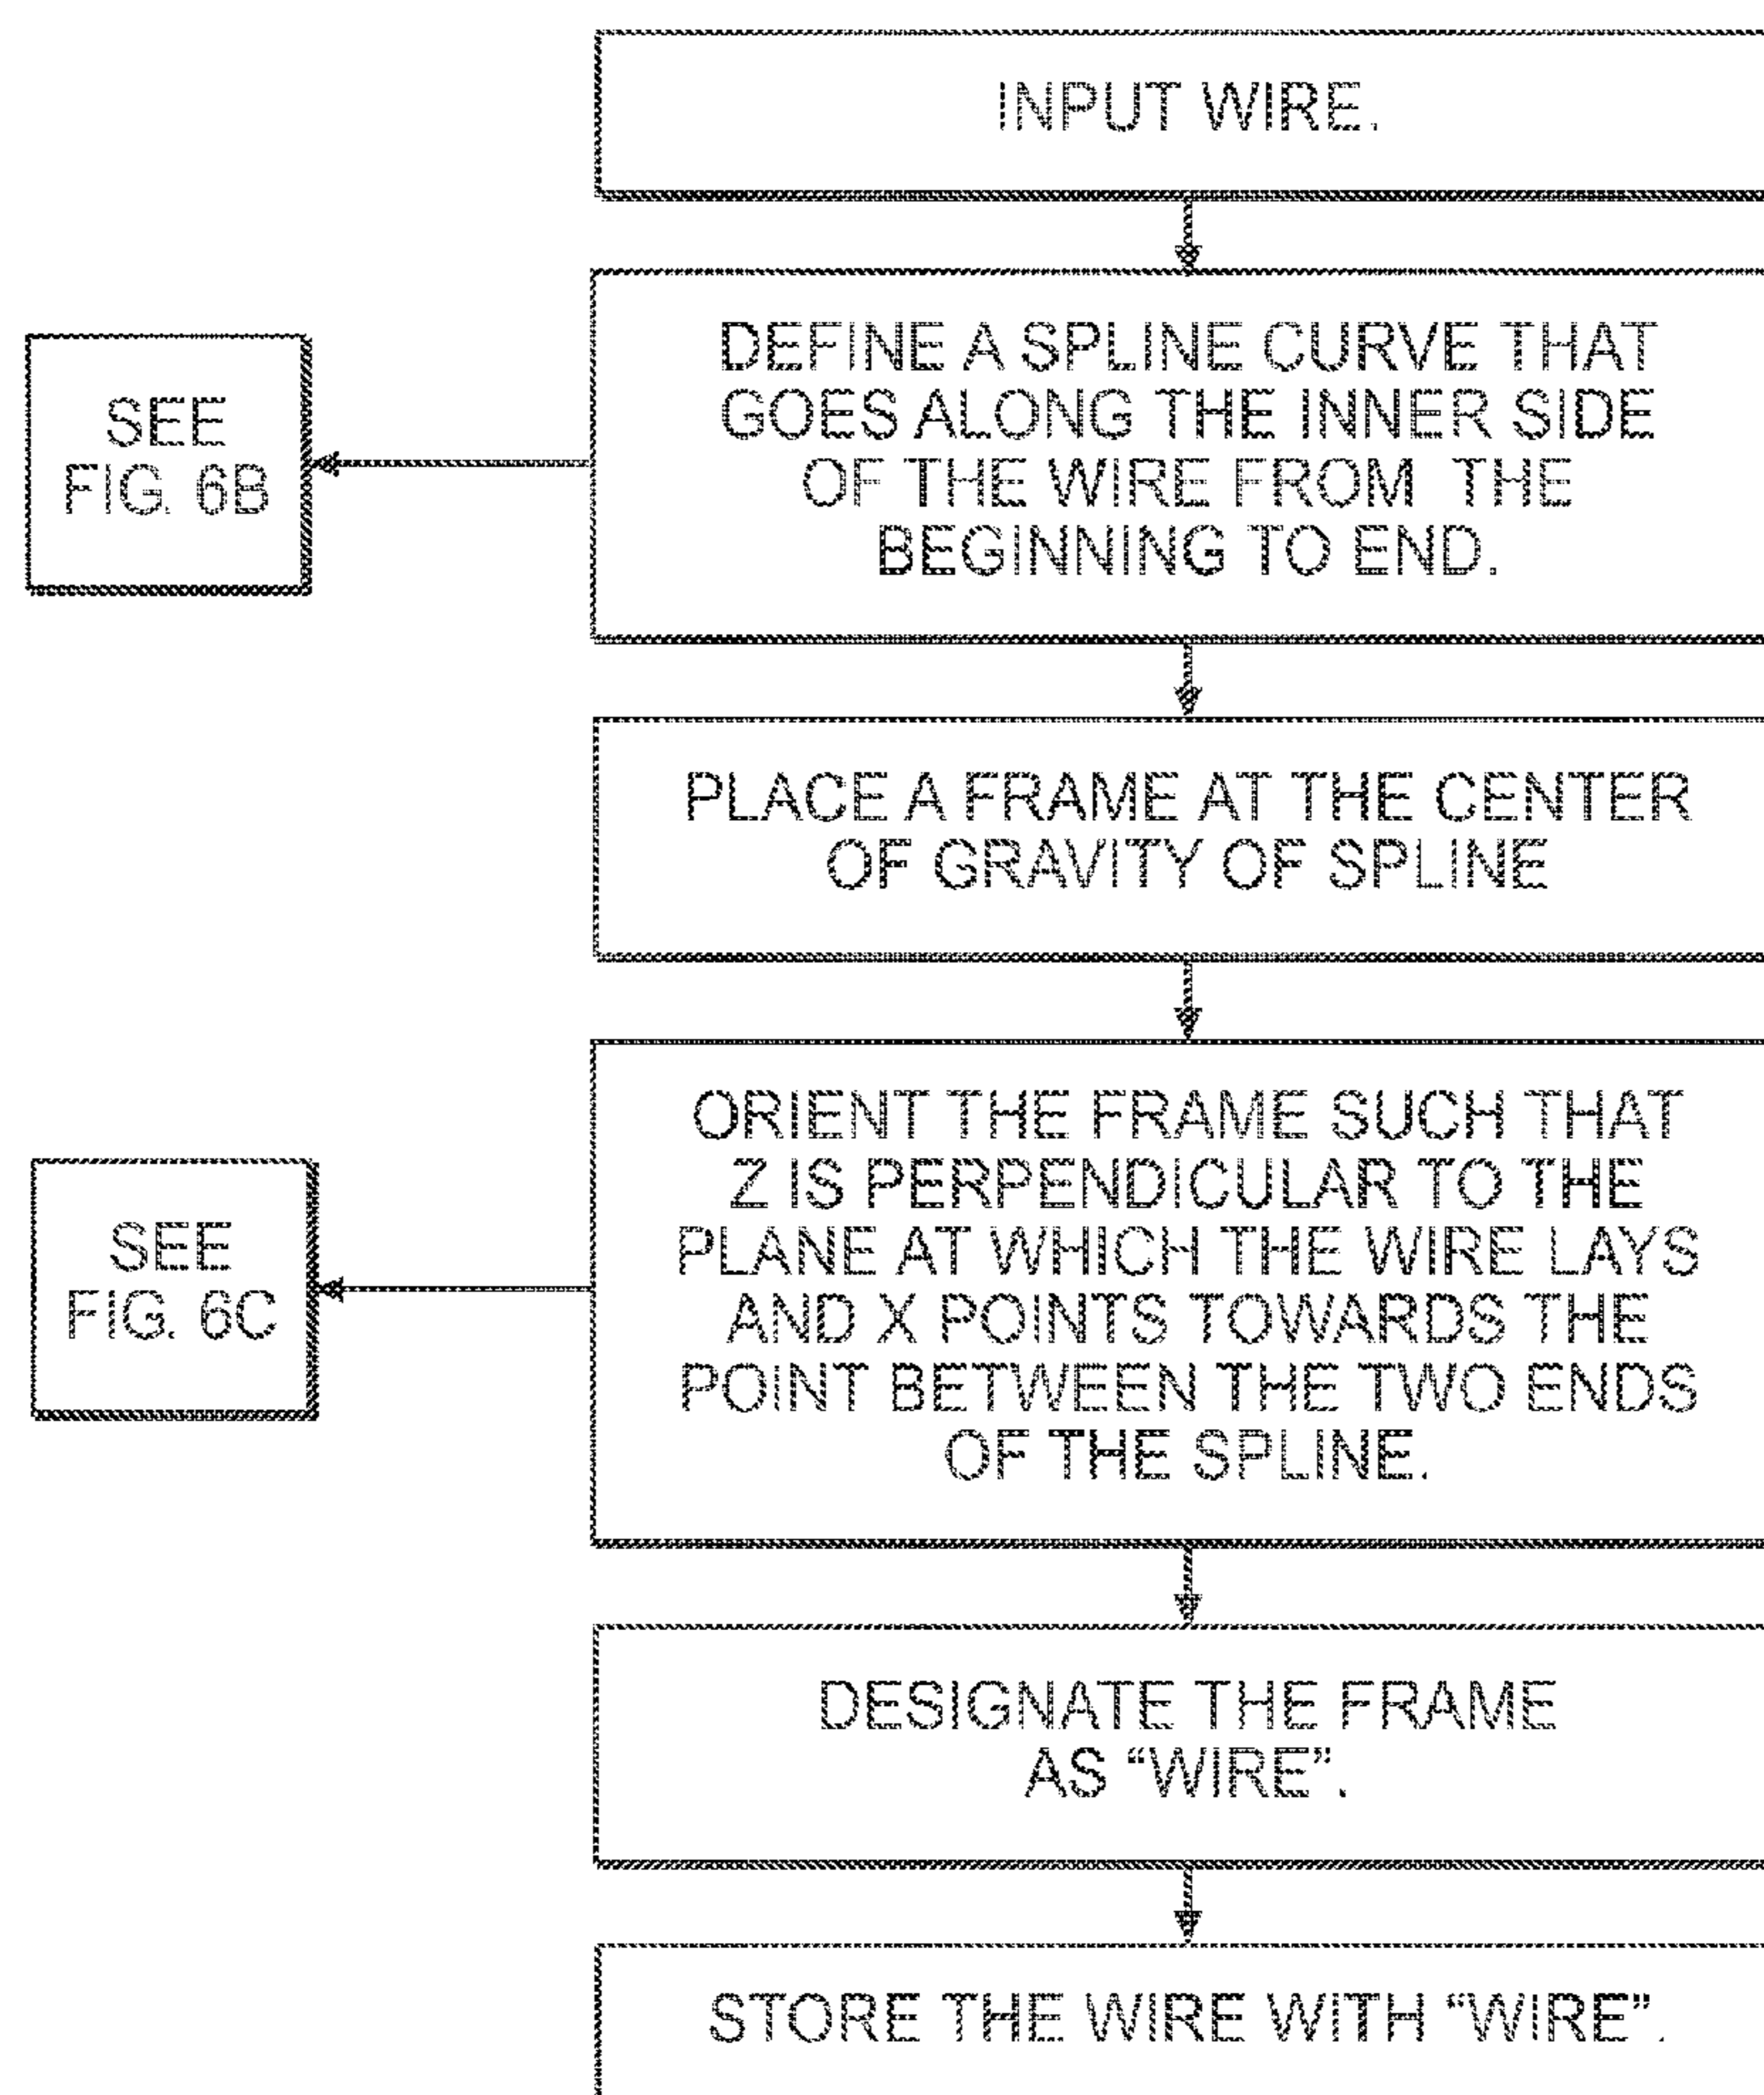 INPUT WIRE.
DEFINE A SPLINE CURVE THAT
GOES ALONG THE INNER SIDE
OF THE WIRE FROM THE
BEGINNING TO END.
SEE
FIG. 6B
PLACE A FRAME AT THE CENTER
OF GRAVITY OF SPLINE
ORIENT THE FRAME SUCH THAT
Z IS PERPENDICULAR TO THE
PLANE AT WHICH THE WIRE LAYS
AND X POINTS TOWARDS THE
POINT BETWEEN THE TWO ENDS
OF THE SPLINE.
SEE
FIG. 6C
DESIGNATE THE FRAME
AS “WIRE”.
STORE THE WIRE WITH “WIRE”.